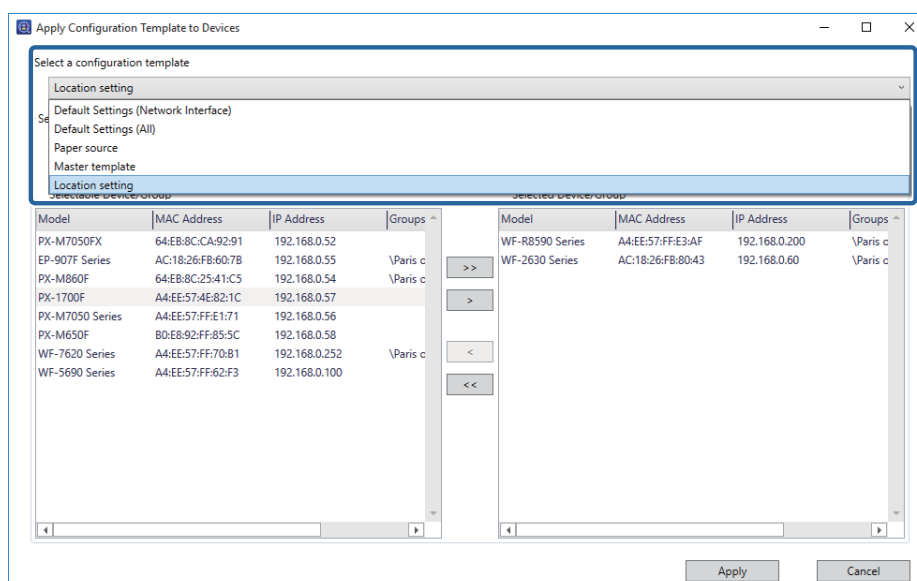 Apply Configuration Template to Devices
Select a configuration template
Location setting
Default Settings (Network Interface)
Se
Default Settings (All)
Paper source
Master template
Location setting
Selectable Device/Group Selected Device/Group
Model MAC Address IP Address Groups Model MAC Address IP Address Groups
PX-M7050FX 64:EB:8C:CA:92:91 192.168.0.52 WF-R8590 Series A4:EE:57:FF:E3:AF 192.168.0.200 \Paris o
EP-907F Series AC:18:26:FB:60:7B 192.168.0.55 \Paris o >> WF-2630 Series AC:18:26:FB:80:43 192.168.0.60 \Paris o
PX-M860F 64:EB:8C:25:41:C5 192.168.0.54 \Paris o
PX-1700F A4:EE:57:4E:82:1C 192.168.0.57 >
PX-M7050 Series A4:EE:57:FF:E1:71 192.168.0.56
PX-M650F B0:E8:92:FF:85:5C 192.168.0.58
WF-7620 Series A4:EE:57:FF:70:B1 192.168.0.252 \Paris o <
WF-5690 Series A4:EE:57:FF:62:F3 192.168.0.100
<<
Apply Cancel